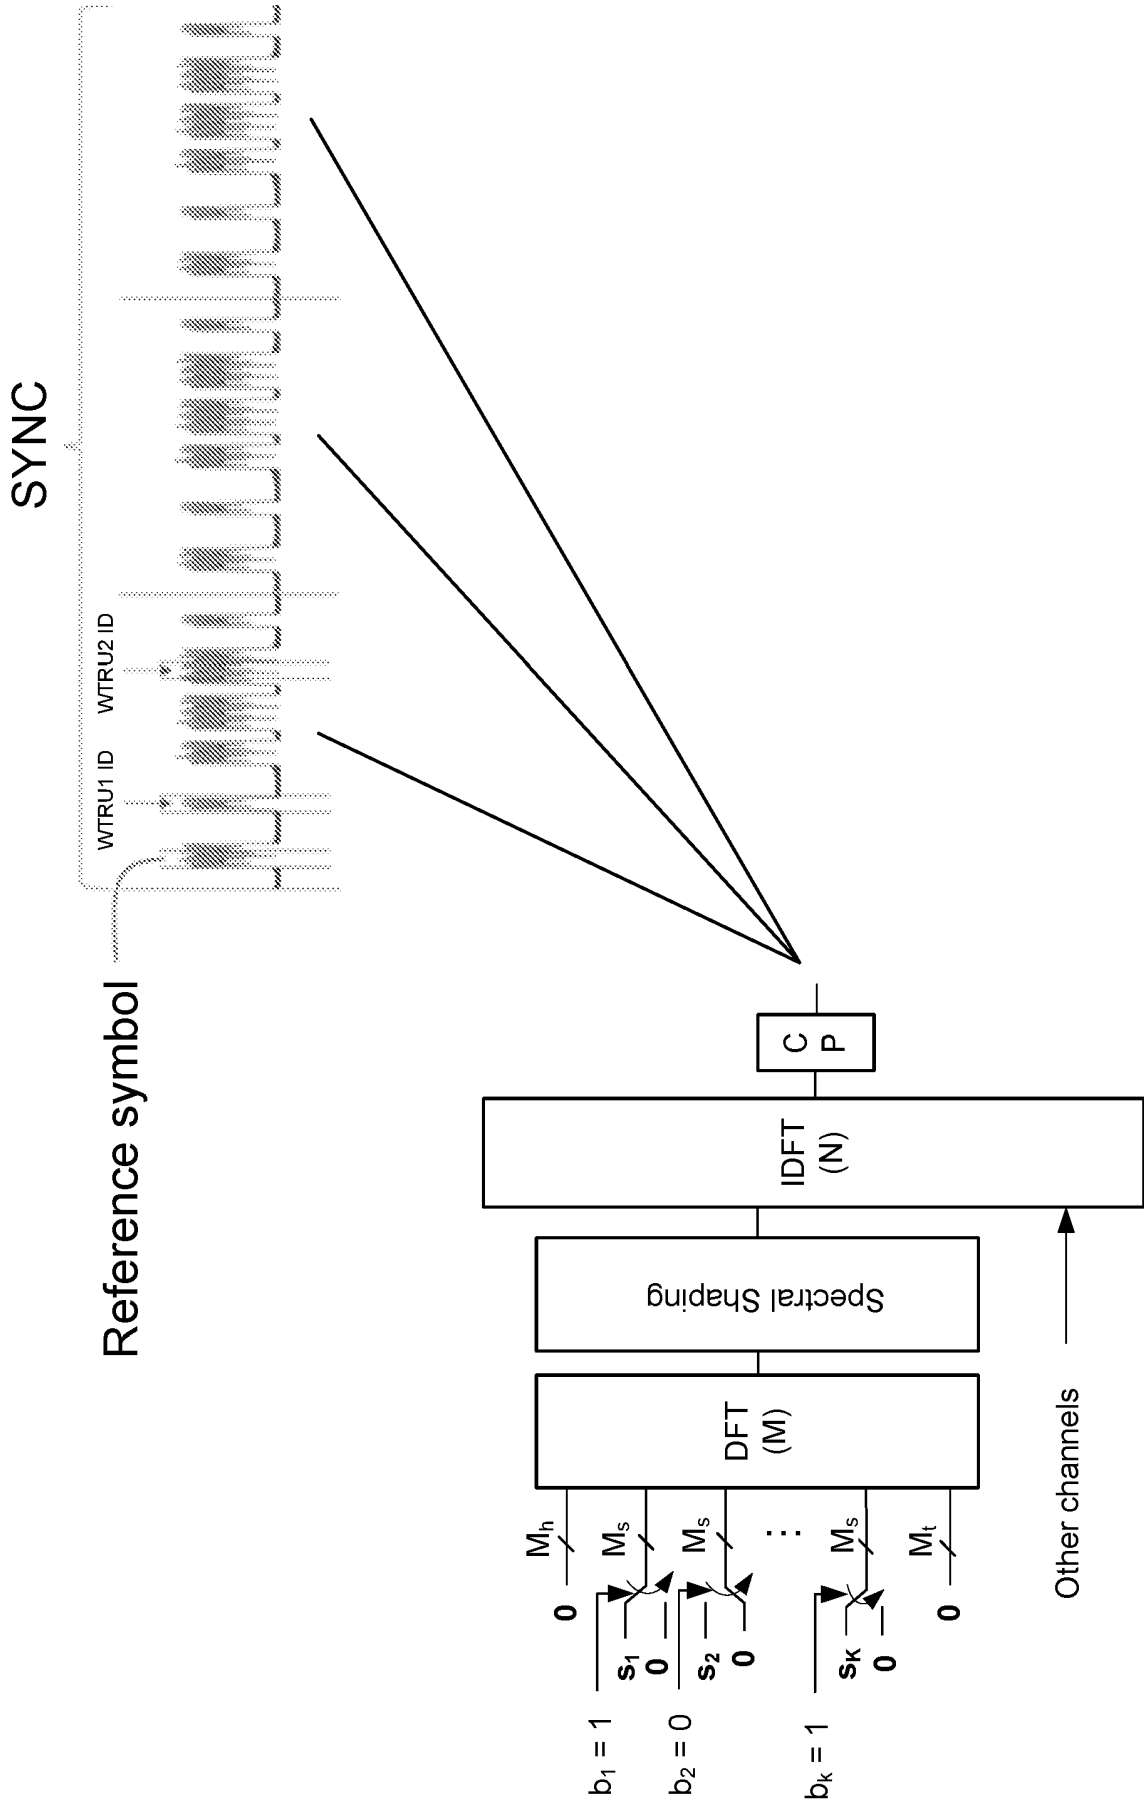 SYNC
Reference symbol
WTRU1 ID
WTRU2 ID
b1 = 1
b2 = 0
bk = 1
0
s1
0
s2
0
sK
0
0
Mh
Ms
Ms
⋮
Ms
Mt
DFT
(M)
Spectral Shaping
IDFT
(N)
C
P
Other channels